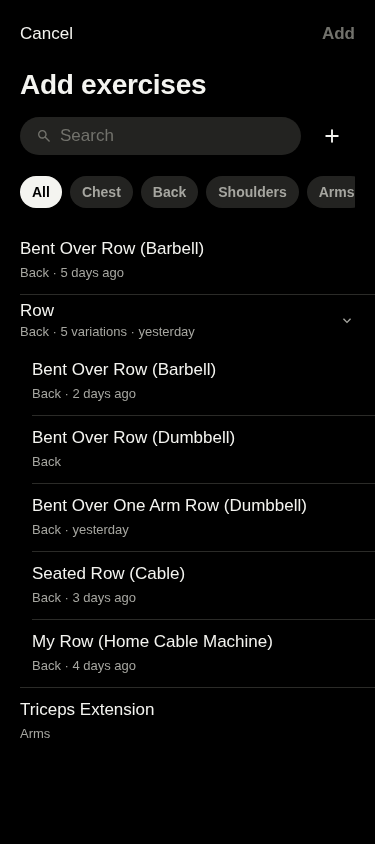 Cancel
Add
Add exercises
Search
All
Chest
Back
Shoulders
Arms
Bent Over Row (Barbell)
Back · 5 days ago
Row
Back · 5 variations · yesterday
Bent Over Row (Barbell)
Back · 2 days ago
Bent Over Row (Dumbbell)
Back
Bent Over One Arm Row (Dumbbell)
Back · yesterday
Seated Row (Cable)
Back · 3 days ago
My Row (Home Cable Machine)
Back · 4 days ago
Triceps Extension
Arms